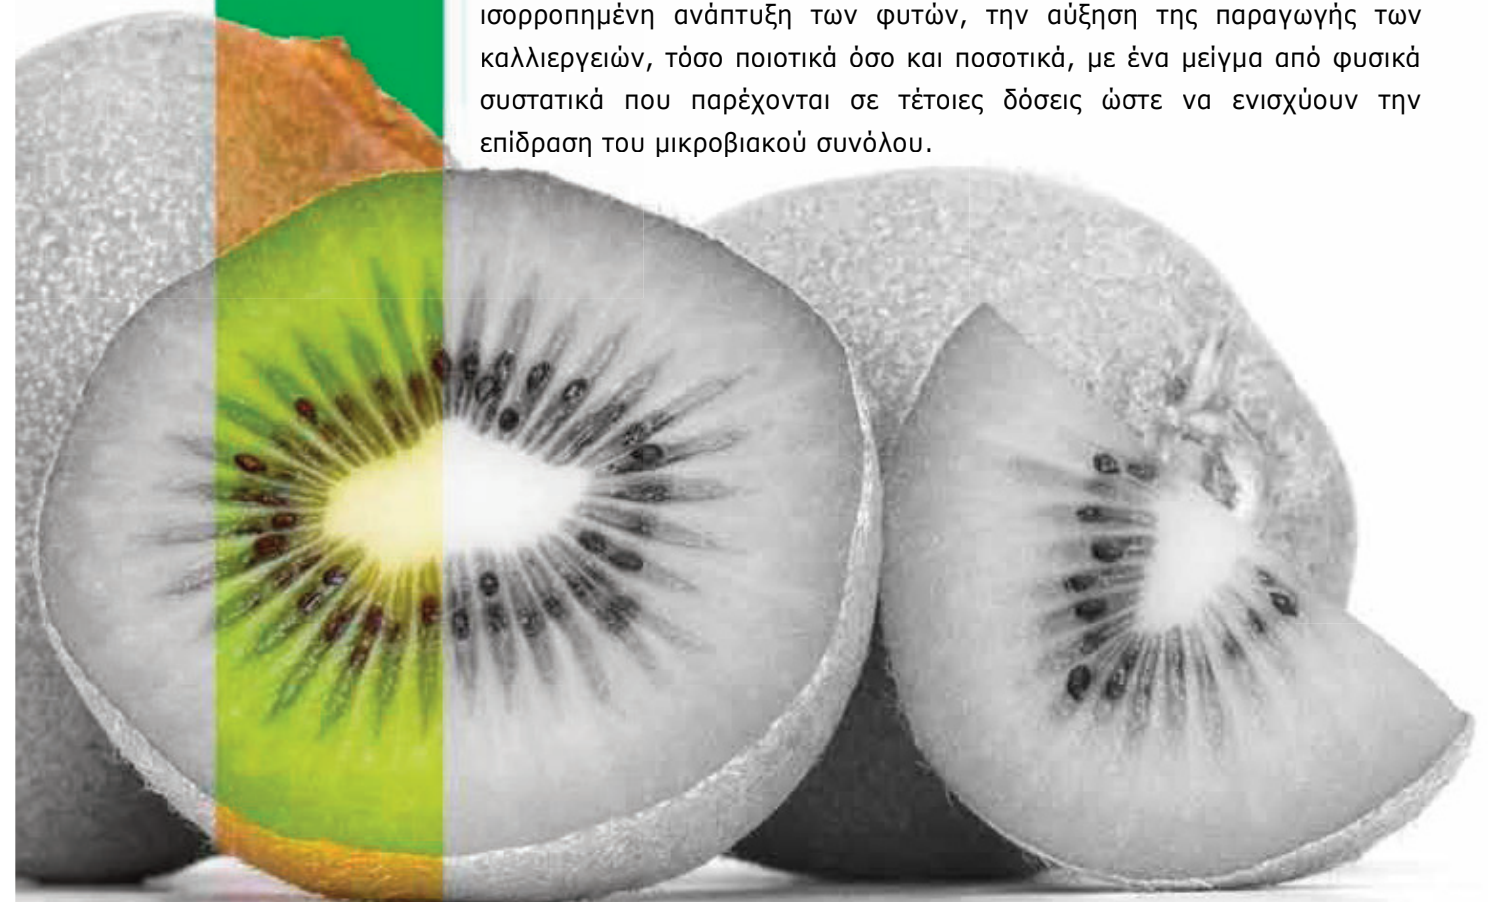 ισορροπημένη ανάπτυξη των φυτών, την αύξηση της παραγωγής των
καλλιεργειών, τόσο ποιοτικά όσο και ποσοτικά, με ένα μείγμα από φυσικά
συστατικά που παρέχονται σε τέτοιες δόσεις ώστε να ενισχύουν την
επίδραση του μικροβιακού συνόλου.